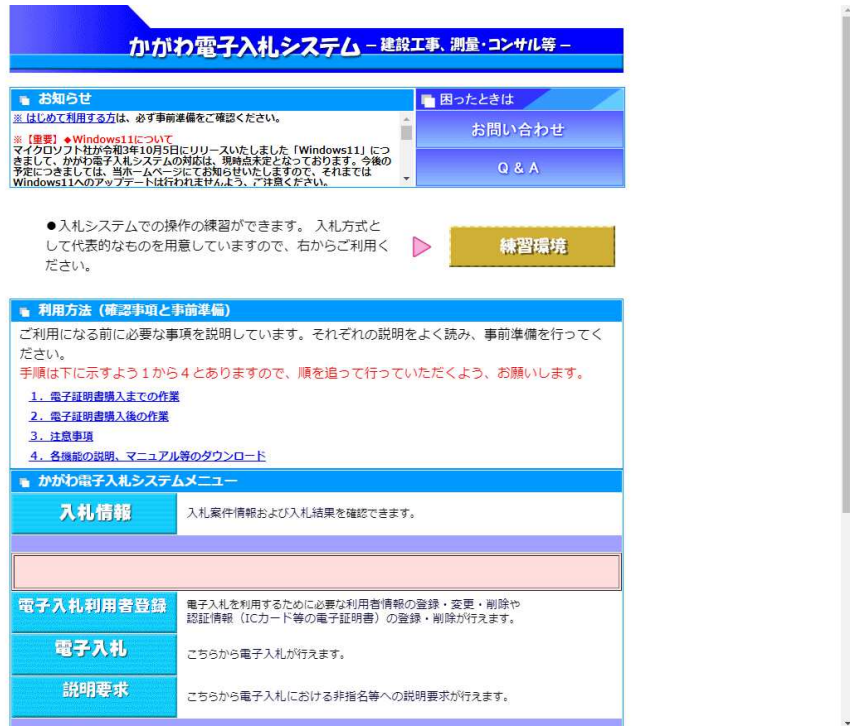 かがわ電子入札システム －建設工事、測量・コンサル等－
お知らせ
※ はじめて利用する方は、必ず事前準備をご確認ください。
※【重要】◆Windows11について
マイクロソフト社が令和3年10月5日にリリースいたしました「Windows11」につ
きまして、かがわ電子入札システムの対応は、現時点未定となっております。今後の
予定につきましては、当ホームページにてお知らせいたしますので、それまでは
Windows11へのアップデートは行われませんよう、ご注意ください。
困ったときは
お問い合わせ
Q & A
●入札システムでの操作の練習ができます。 入札方式と
して代表的なものを用意していますので、右からご利用く
ださい。
練習環境
利用方法（確認事項と事前準備）
ご利用になる前に必要な事項を説明しています。それぞれの説明をよく読み、事前準備を行ってく
ださい。
手順は下に示すよう１から４とありますので、順を追って行っていただくよう、お願いします。
１．電子証明書購入までの作業
２．電子証明書購入後の作業
３．注意事項
４．各機能の説明、マニュアル等のダウンロード
かがわ電子入札システムメニュー
入札情報
入札案件情報および入札結果を確認できます。
電子入札利用者登録
電子入札を利用するために必要な利用者情報の登録・変更・削除や
認証情報（ICカード等の電子証明書）の登録・削除が行えます。
電子入札
こちらから電子入札が行えます。
説明要求
こちらから電子入札における非指名等への説明要求が行えます。